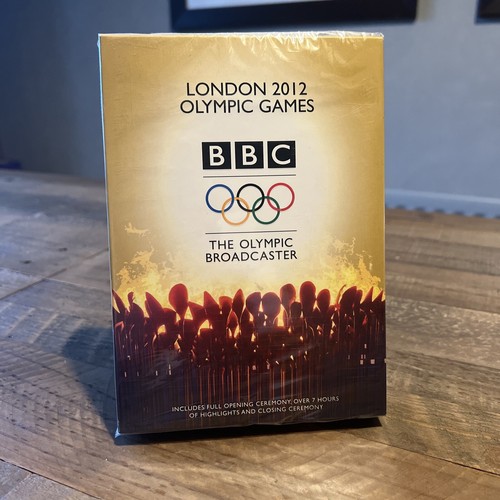 LONDON 2012
OLYMPIC GAMES
BBC
THE OLYMPIC
BROADCASTER
INCLUDES FULL OPENING CEREMONY, OVER 7 HOURS
OF HIGHLIGHTS AND CLOSING CEREMONY